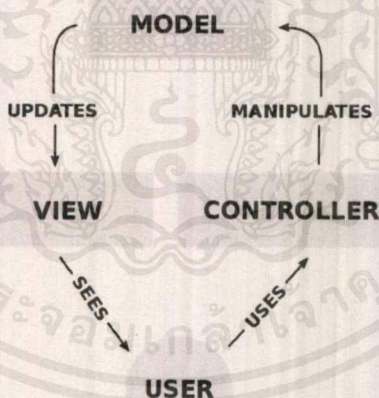 MODEL
UPDATES
MANIPULATES
VIEW
CONTROLLER
SEES
USES
USER